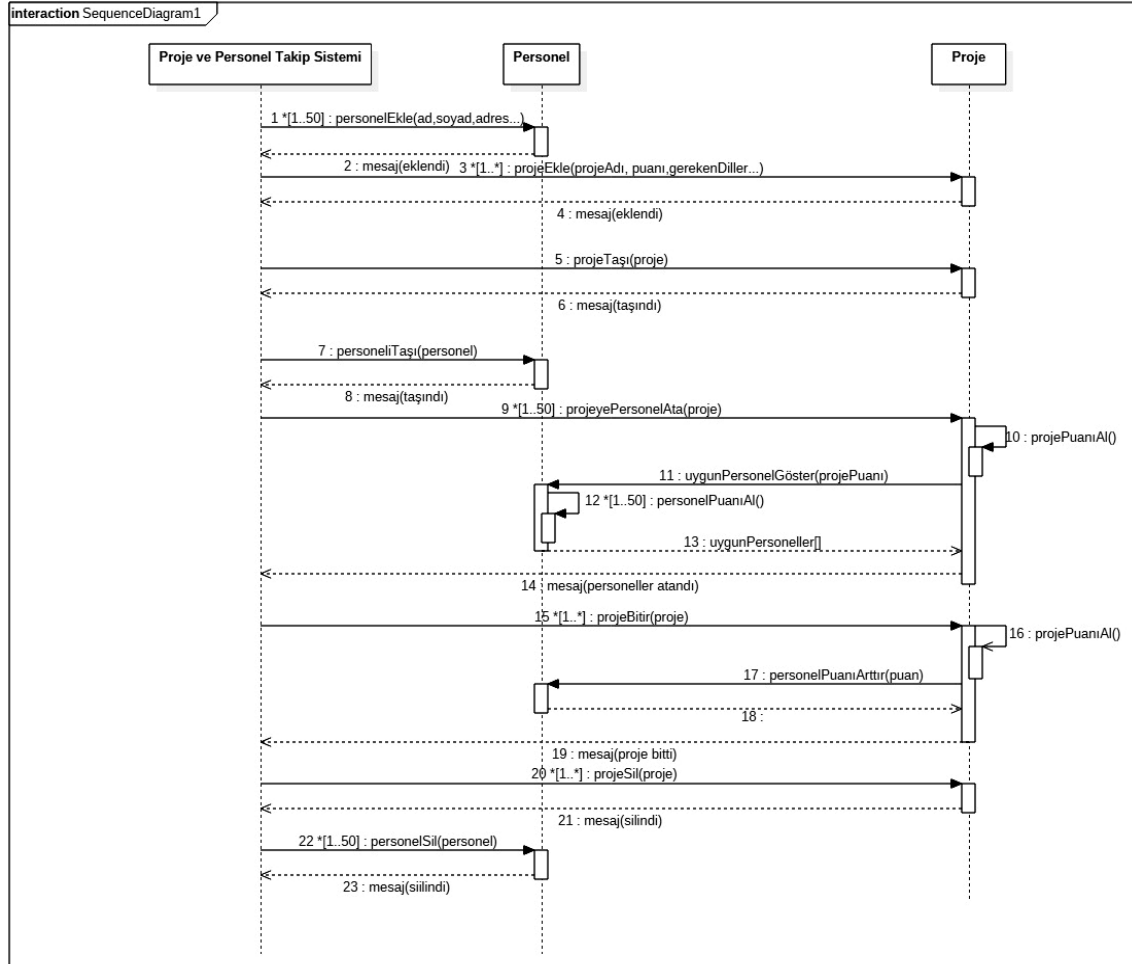 interaction SequenceDiagram1
Proje ve Personel Takip Sistemi
Personel
Proje
1 *[1..50] : personelEkle(ad,soyad,adres...)
2 : mesaj(eklendi)
3 *[1..*] : projeEkle(projeAdı, puanı,gerekenDiller...)
4 : mesaj(eklendi)
5 : projeTaşı(proje)
6 : mesaj(taşındı)
7 : personeliTaşı(personel)
8 : mesaj(taşındı)
9 *[1..50] : projeyePersonelAta(proje)
10 : projePuanıAl()
11 : uygunPersonelGöster(projePuanı)
12 *[1..50] : personelPuanıAl()
13 : uygunPersoneller[]
14 : mesaj(personeller atandı)
15 *[1..*] : projeBitir(proje)
16 : projePuanıAl()
17 : personelPuanıArttır(puan)
18 :
19 : mesaj(proje bitti)
20 *[1..*] : projeSil(proje)
21 : mesaj(silindi)
22 *[1..50] : personelSil(personel)
23 : mesaj(siilindi)